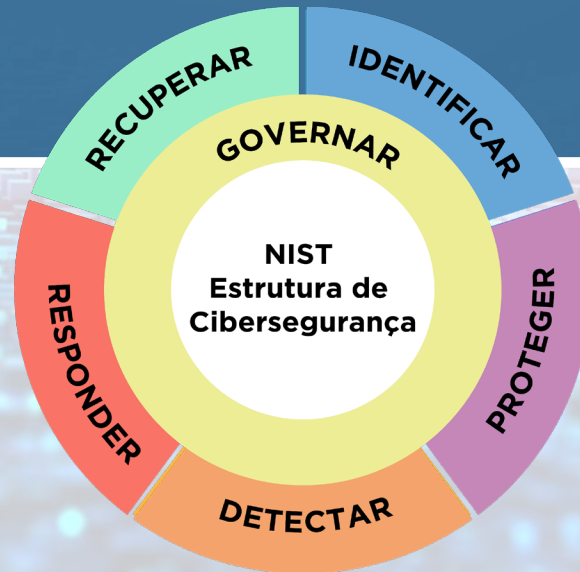 RECUPERAR
IDENTIFICAR
GOVERNAR
NIST
Estrutura de
Cibersegurança
RESPONDER
PROTEGER
DETECTAR